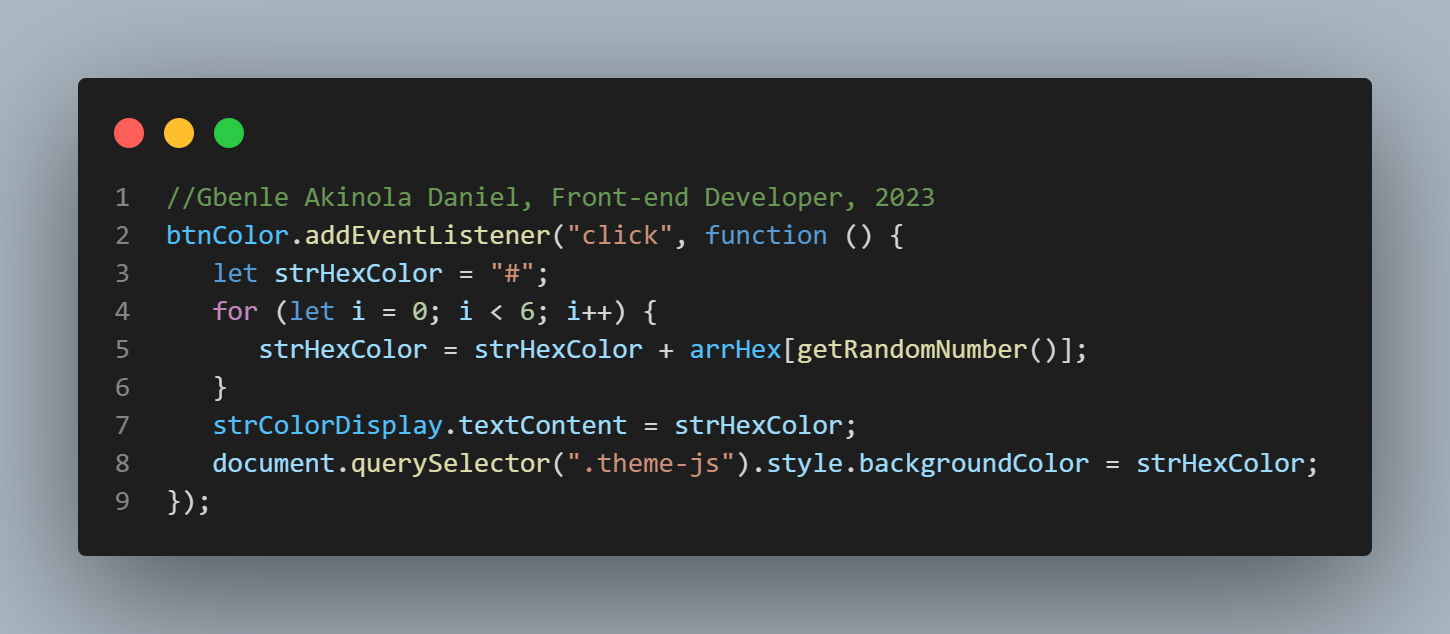 1 //Gbenle Akinola Daniel, Front-end Developer, 2023
2 btnColor.addEventListener("click", function () {
3    let strHexColor = "#";
4    for (let i = 0; i < 6; i++) {
5       strHexColor = strHexColor + arrHex[getRandomNumber()];
6    }
7    strColorDisplay.textContent = strHexColor;
8    document.querySelector(".theme-js").style.backgroundColor = strHexColor;
9 });